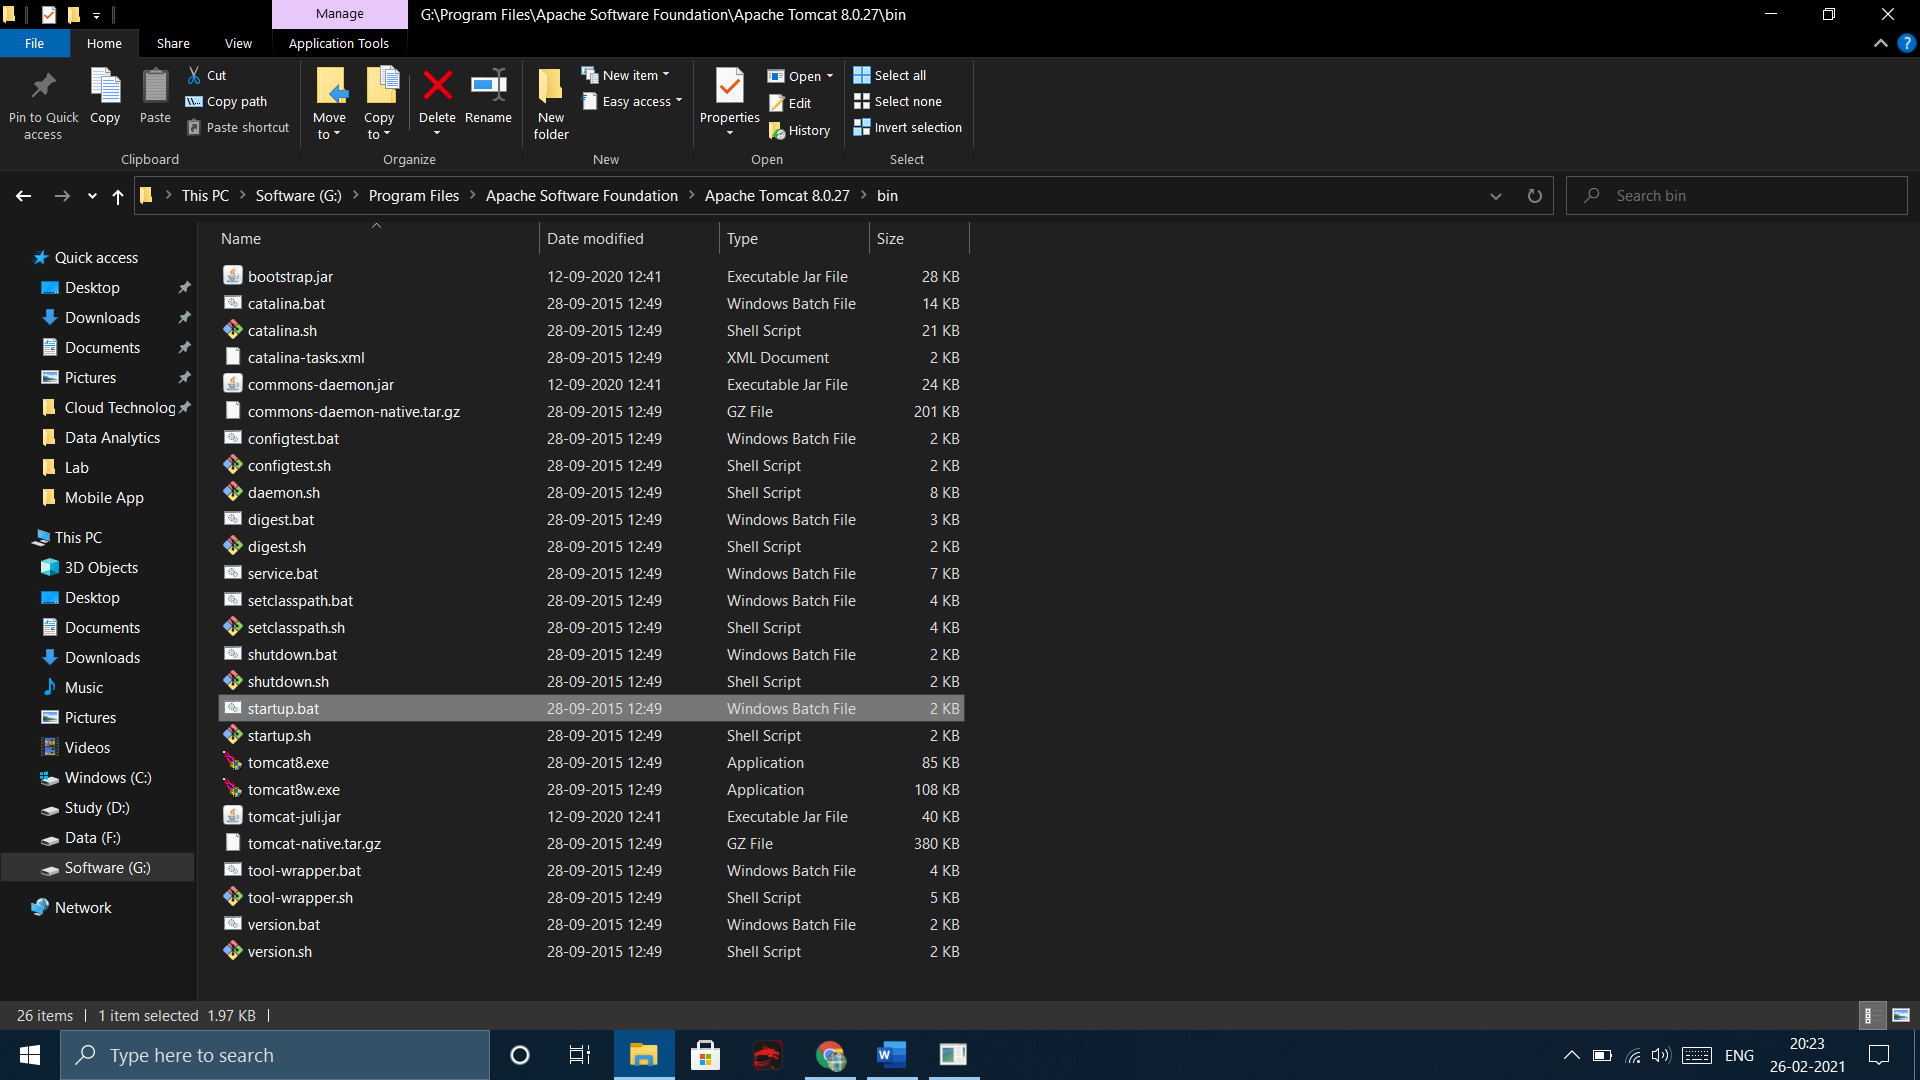 Manage
G:\Program Files\Apache Software Foundation\Apache Tomcat 8.0.27\bin
File
Home
Share
View
Application Tools
Pin to Quick access
Copy
Paste
Cut
Copy path
Paste shortcut
Clipboard
Move to
Copy to
Delete
Rename
Organize
New folder
New item
Easy access
New
Properties
Open
Edit
History
Open
Select all
Select none
Invert selection
Select
This PC > Software (G:) > Program Files > Apache Software Foundation > Apache Tomcat 8.0.27 > bin
Search bin
Quick access
Desktop
Downloads
Documents
Pictures
Cloud Technolog
Data Analytics
Lab
Mobile App
This PC
3D Objects
Desktop
Documents
Downloads
Music
Pictures
Videos
Windows (C:)
Study (D:)
Data (F:)
Software (G:)
Network
Name Date modified Type Size
bootstrap.jar 12-09-2020 12:41 Executable Jar File 28 KB
catalina.bat 28-09-2015 12:49 Windows Batch File 14 KB
catalina.sh 28-09-2015 12:49 Shell Script 21 KB
catalina-tasks.xml 28-09-2015 12:49 XML Document 2 KB
commons-daemon.jar 12-09-2020 12:41 Executable Jar File 24 KB
commons-daemon-native.tar.gz 28-09-2015 12:49 GZ File 201 KB
configtest.bat 28-09-2015 12:49 Windows Batch File 2 KB
configtest.sh 28-09-2015 12:49 Shell Script 2 KB
daemon.sh 28-09-2015 12:49 Shell Script 8 KB
digest.bat 28-09-2015 12:49 Windows Batch File 3 KB
digest.sh 28-09-2015 12:49 Shell Script 2 KB
service.bat 28-09-2015 12:49 Windows Batch File 7 KB
setclasspath.bat 28-09-2015 12:49 Windows Batch File 4 KB
setclasspath.sh 28-09-2015 12:49 Shell Script 4 KB
shutdown.bat 28-09-2015 12:49 Windows Batch File 2 KB
shutdown.sh 28-09-2015 12:49 Shell Script 2 KB
startup.bat 28-09-2015 12:49 Windows Batch File 2 KB
startup.sh 28-09-2015 12:49 Shell Script 2 KB
tomcat8.exe 28-09-2015 12:49 Application 85 KB
tomcat8w.exe 28-09-2015 12:49 Application 108 KB
tomcat-juli.jar 12-09-2020 12:41 Executable Jar File 40 KB
tomcat-native.tar.gz 28-09-2015 12:49 GZ File 380 KB
tool-wrapper.bat 28-09-2015 12:49 Windows Batch File 4 KB
tool-wrapper.sh 28-09-2015 12:49 Shell Script 5 KB
version.bat 28-09-2015 12:49 Windows Batch File 2 KB
version.sh 28-09-2015 12:49 Shell Script 2 KB
26 items 1 item selected 1.97 KB
Type here to search
ENG
20:23
26-02-2021